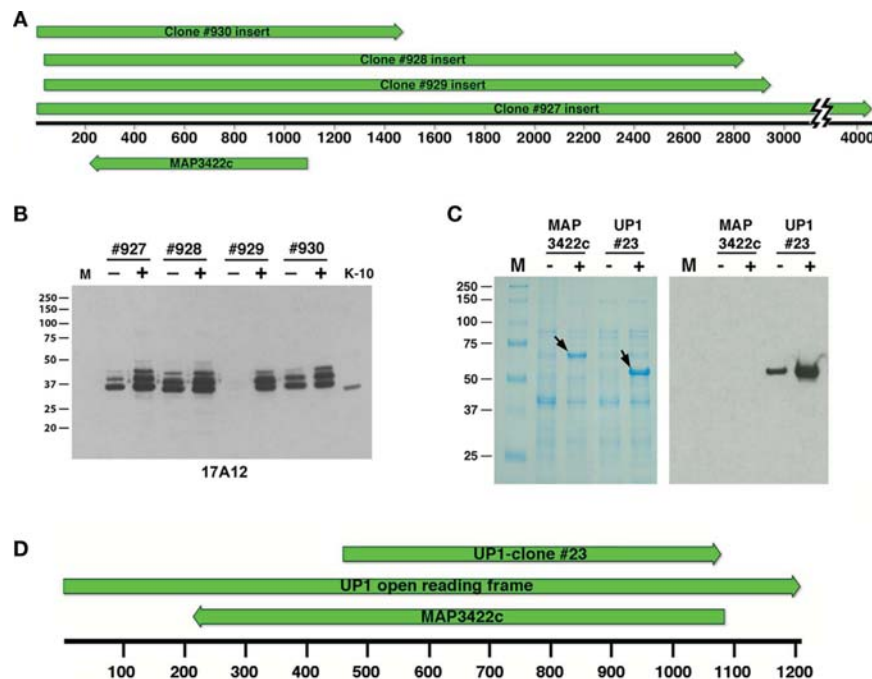 A
Clone #930 insert
Clone #928 insert
Clone #929 insert
Clone #927 insert
200 400 600 800 1000 1200 1400 1600 1800 2000 2200 2400 2600 2800 3000 4000
MAP3422c
B
#927 #928 #929 #930
M − + − + − + − + K-10
250
150
100
75
50
37
25
20
17A12
C
MAP UP1 MAP UP1
3422c #23 3422c #23
M - + - + M - + - +
250
150
100
75
50
37
25
D
UP1-clone #23
UP1 open reading frame
MAP3422c
100 200 300 400 500 600 700 800 900 1000 1100 1200